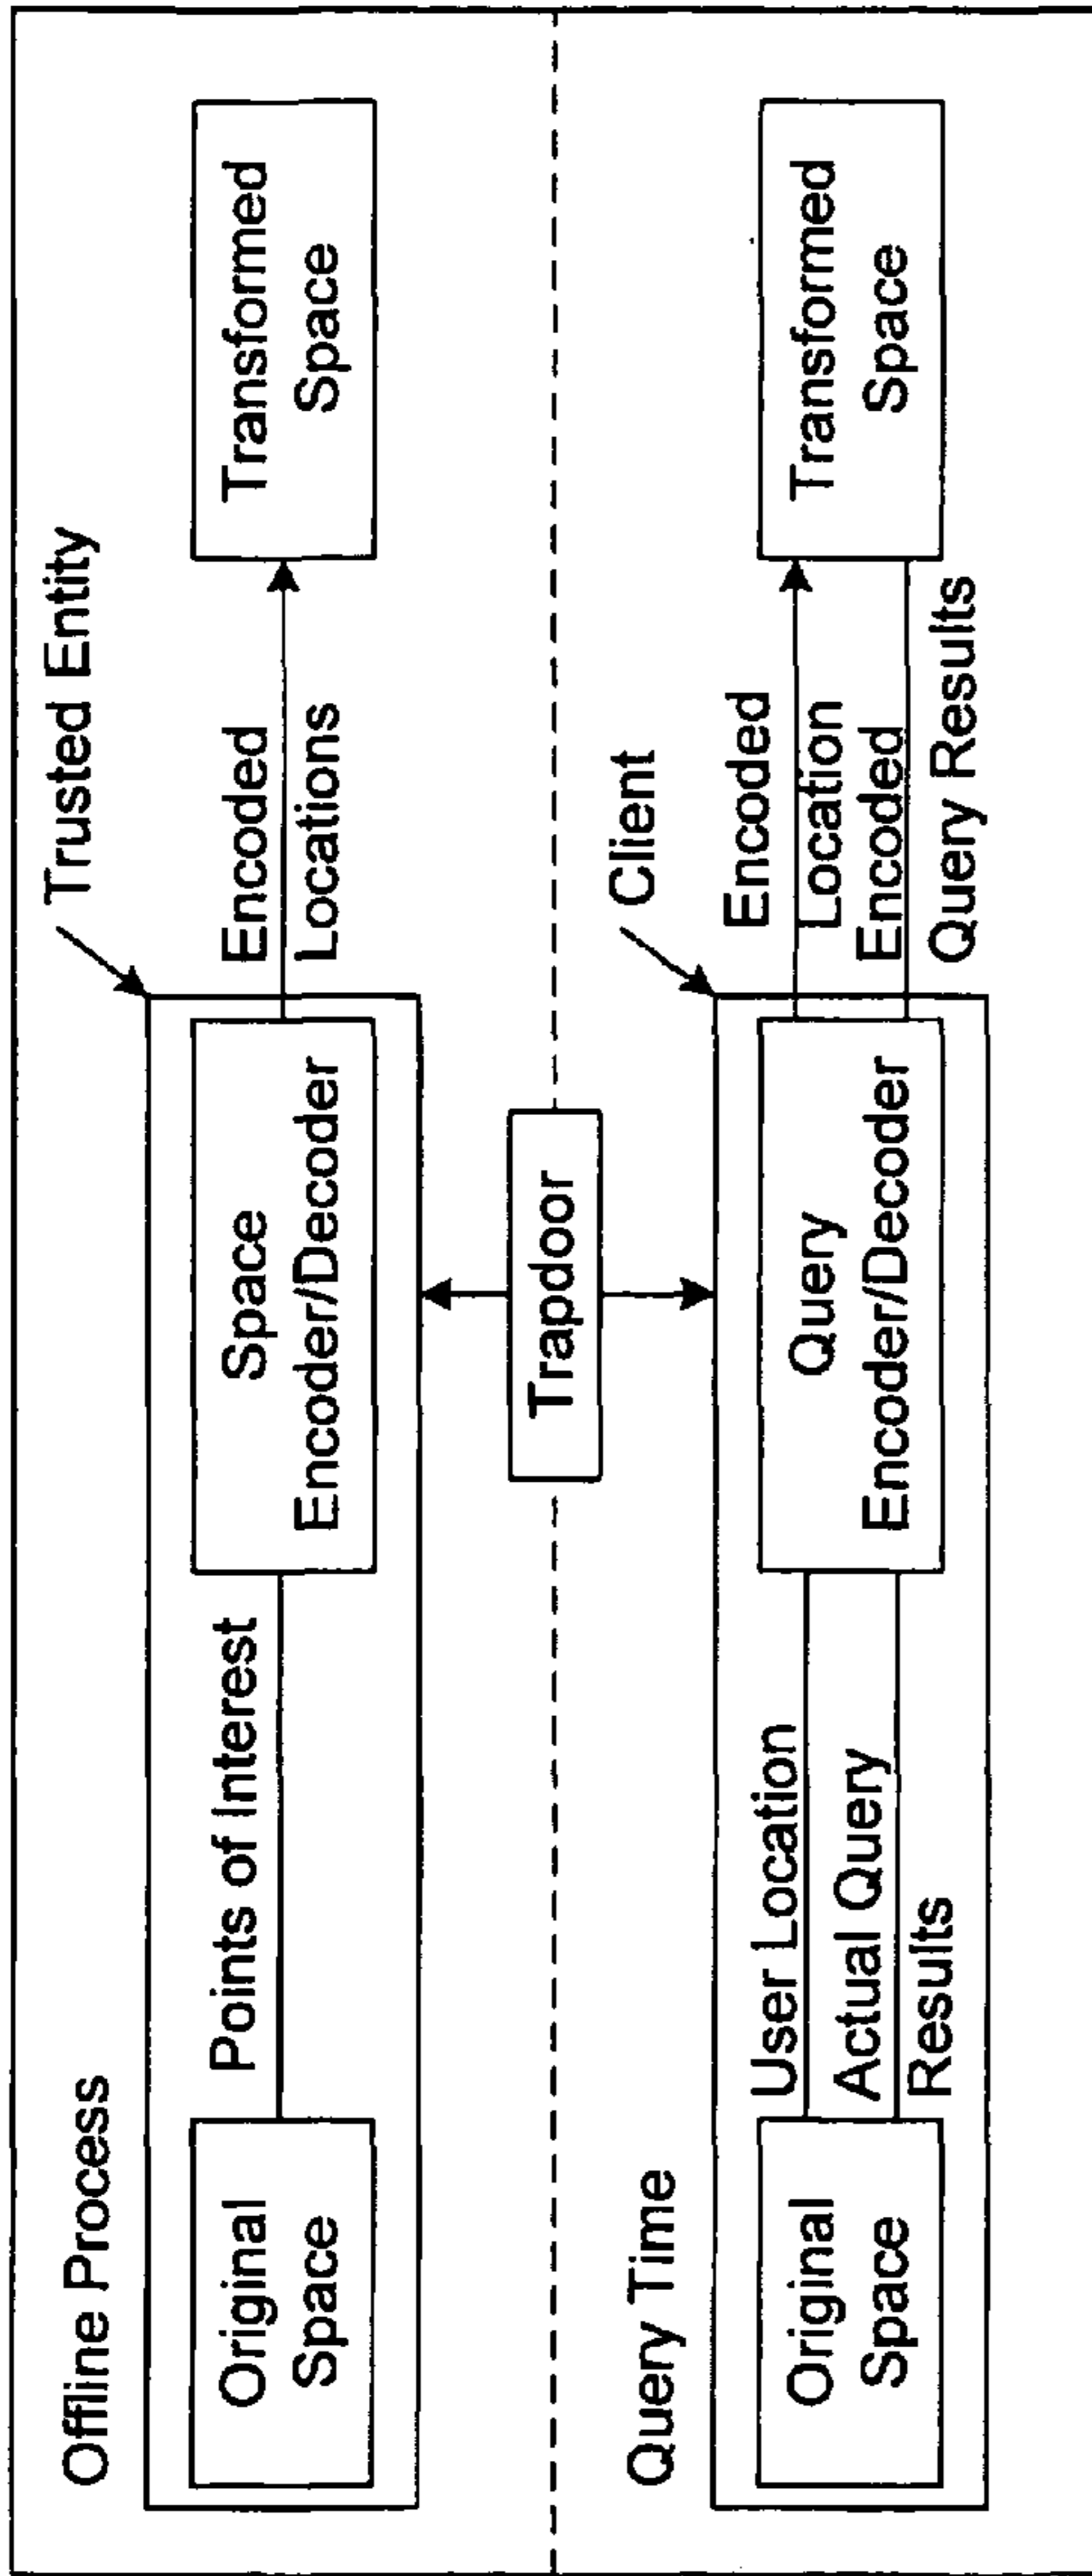 Offline Process
Trusted Entity
Original
Space
Points of Interest
Space
Encoder/Decoder
Encoded
Locations
Transformed
Space
Trapdoor
Query Time
Client
Original
Space
User Location
Actual Query
Results
Query
Encoder/Decoder
Encoded
Location
Encoded
Query Results
Transformed
Space